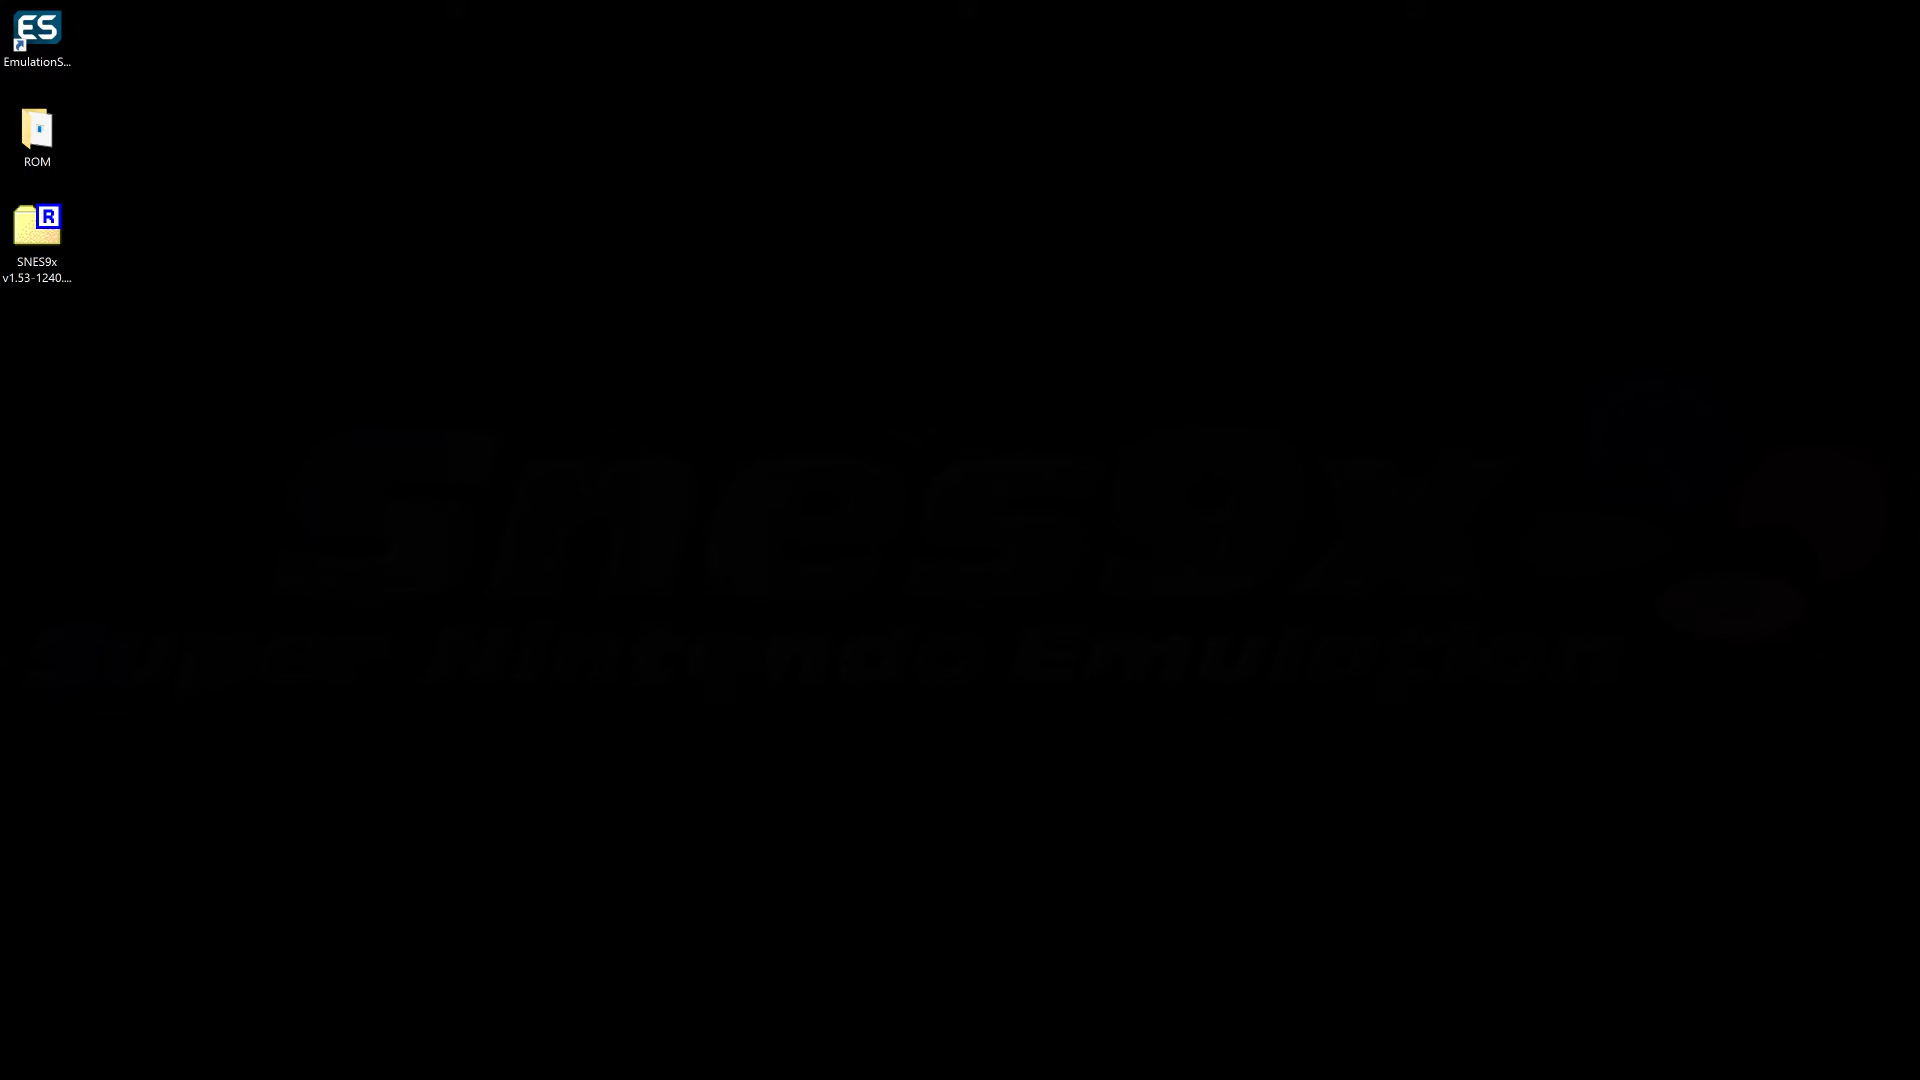 ES
EmulationS...
ROM
R
SNES9x
v1.53-1240....
Snes9x
Super Nintendo Emulation